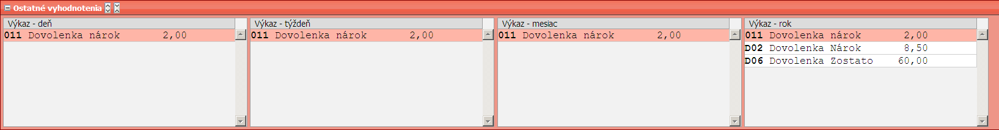 Ostatné vyhodnotenia
Výkaz - deň
011 Dovolenka nárok 2,00
Výkaz - týždeň
011 Dovolenka nárok 2,00
Výkaz - mesiac
011 Dovolenka nárok 2,00
Výkaz - rok
011 Dovolenka nárok 2,00
D02 Dovolenka Nárok 8,50
D06 Dovolenka Zostato 60,00